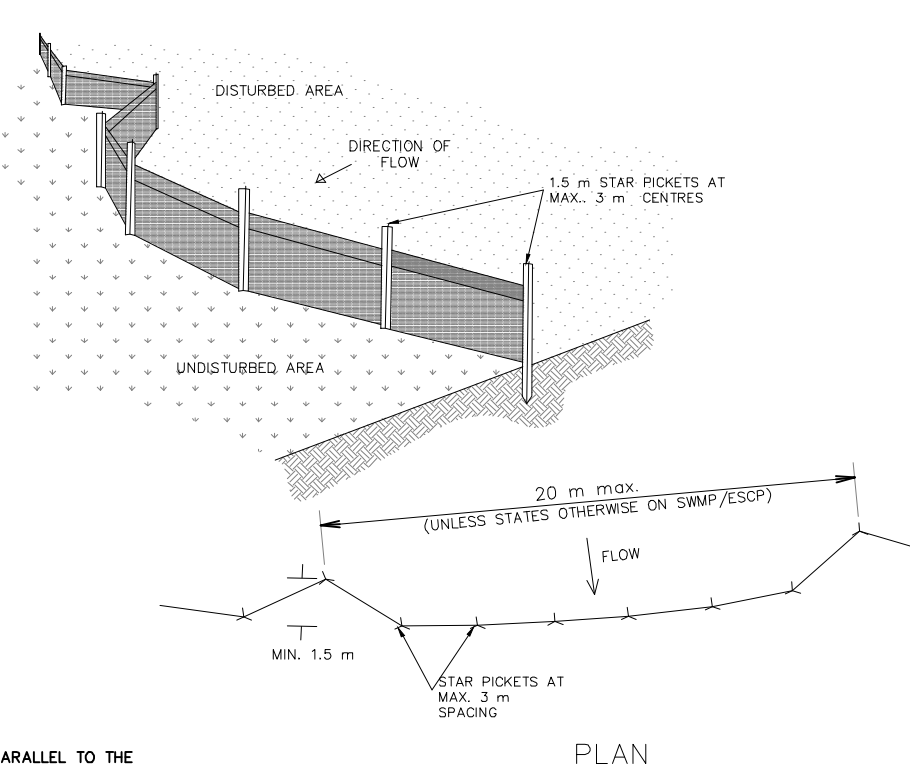 DISTURBED AREA
DIRECTION OF
FLOW
1.5 m STAR PICKETS AT
MAX.. 3 m CENTRES
UNDISTURBED AREA
20 m max.
(UNLESS STATES OTHERWISE ON SWMP/ESCP)
FLOW
MIN. 1.5 m
STAR PICKETS AT
MAX. 3 m
SPACING
ARALLEL TO THE
PLAN